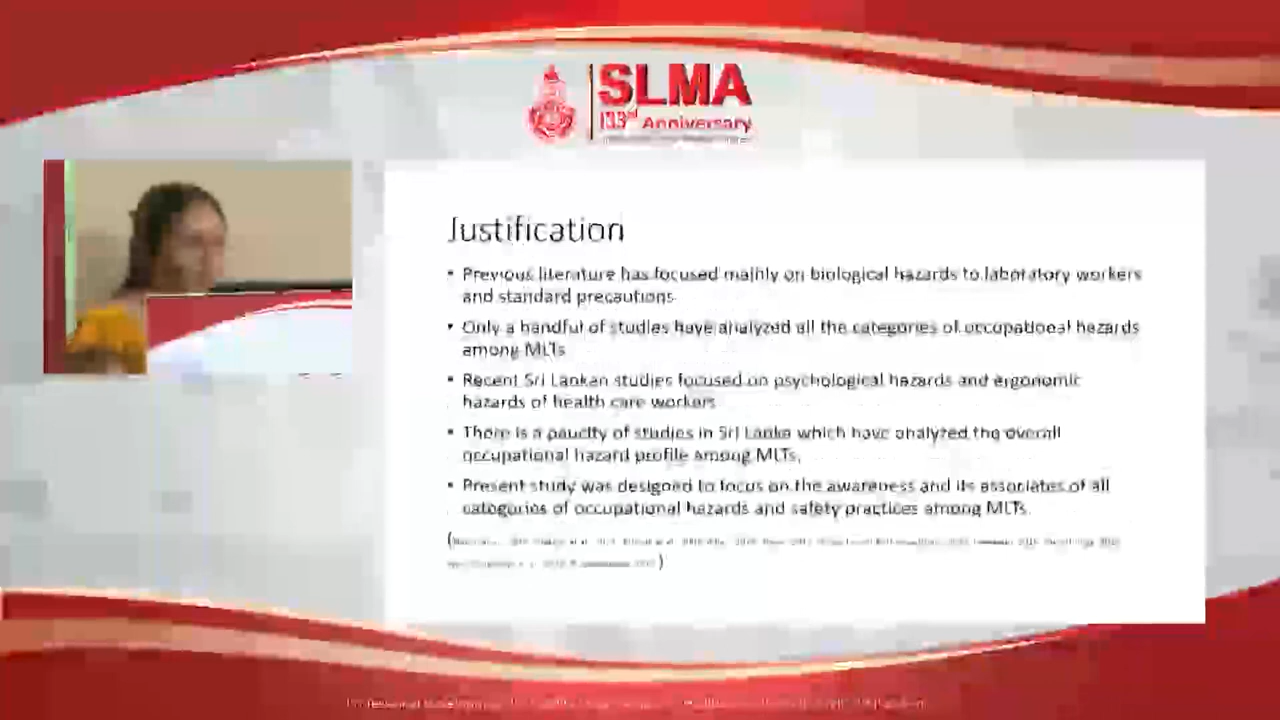 SLMA
133rd Anniversary
Justification
• Previous literature has focused mainly on biological hazards to laboratory workers
and standard precautions
• Only a handful of studies have analyzed all the categories of occupational hazards
among MLTs
• Recent Sri Lankan studies focused on psychological hazards and ergonomic
hazards of health care workers
• There is a paucity of studies in Sri Lanka which have analyzed the overall
occupational hazard profile among MLTs.
• Present study was designed to focus on the awareness and its associates of all
categories of occupational hazards and safety practices among MLTs.